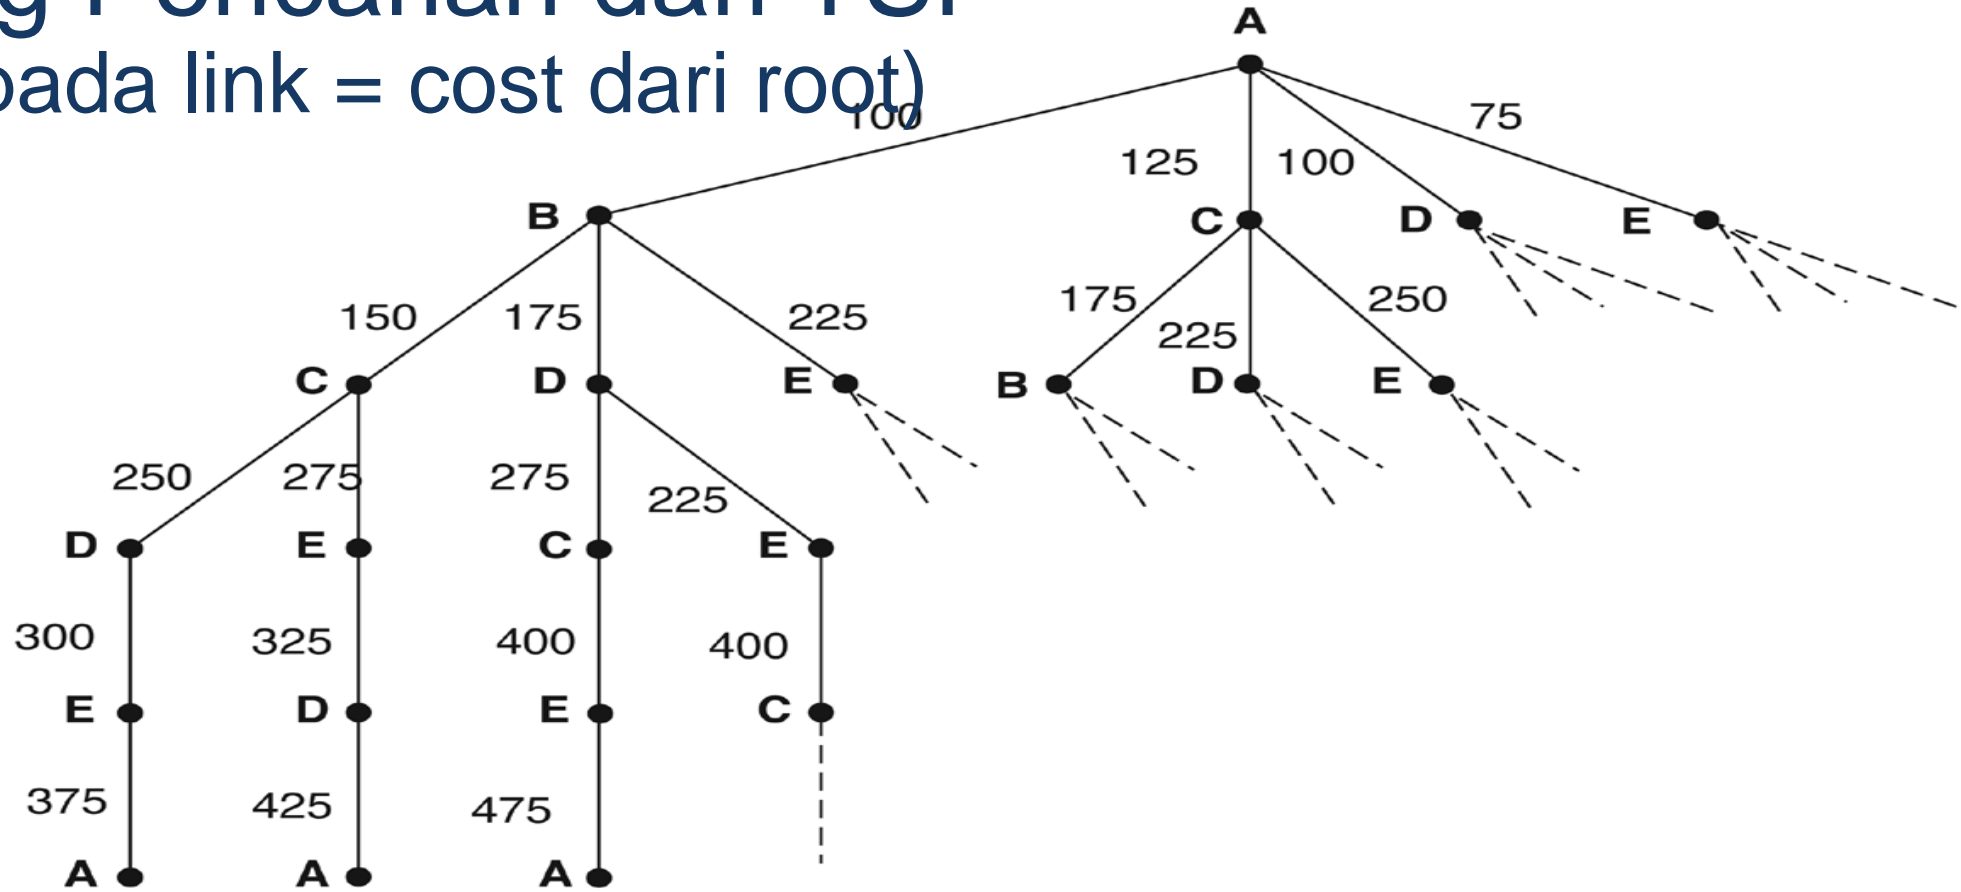 dari
pada link = cost dari root)
A
100
75
125 100
B
C D E
150 175 225
175 250
225
C D E B D E
250 275 275 225
D E C E
300 325 400 400
E D E C
375 425 475
A A A